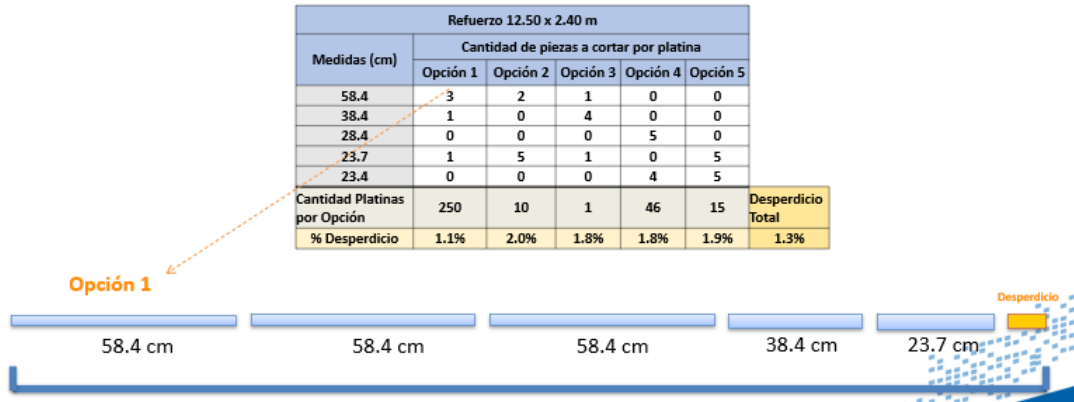 Refuerzo 12.50 x 2.40 m
Medidas (cm)
Cantidad de piezas a cortar por platina
Opción 1 Opción 2 Opción 3 Opción 4 Opción 5
58.4 3 2 1 0 0
38.4 1 0 4 0 0
28.4 0 0 0 5 0
23.7 1 5 1 0 5
23.4 0 0 0 4 5
Cantidad Platinas
por Opción
250 10 1 46 15
Desperdicio
Total
% Desperdicio 1.1% 2.0% 1.8% 1.8% 1.9% 1.3%
Opción 1
Desperdicio
58.4 cm 58.4 cm 58.4 cm 38.4 cm 23.7 cm